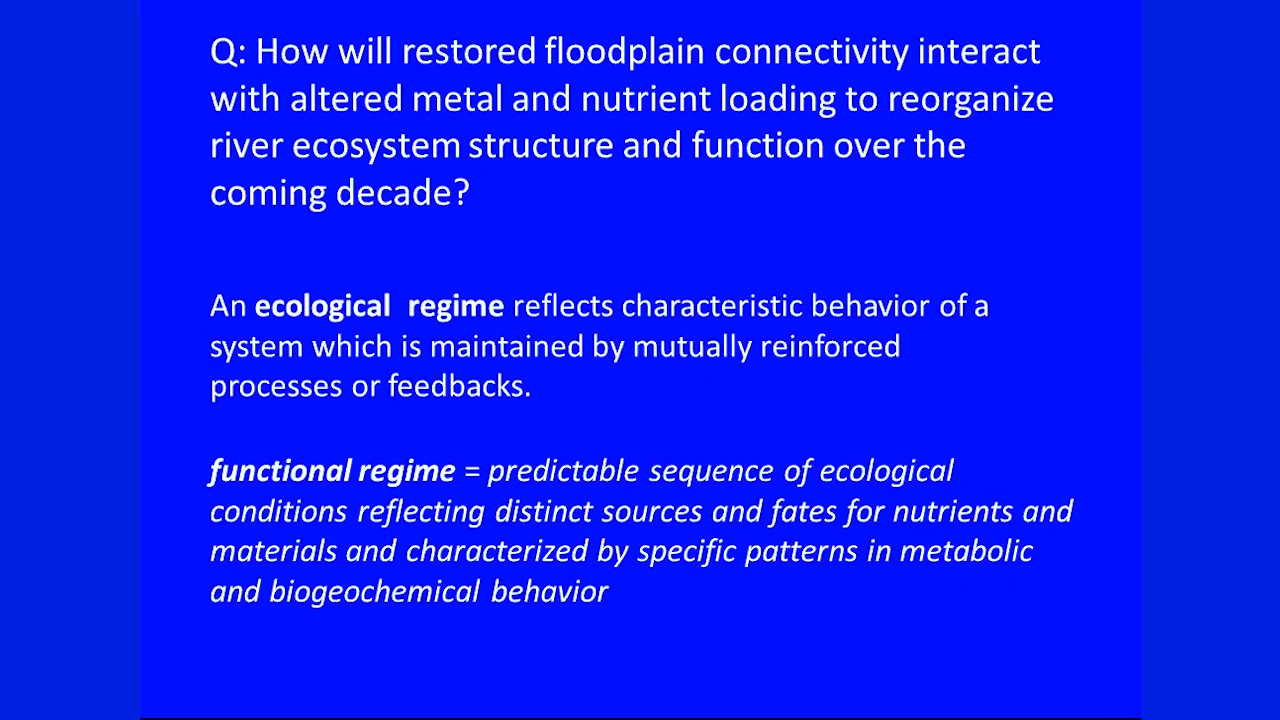 Q: How will restored floodplain connectivity interact
with altered metal and nutrient loading to reorganize
river ecosystem structure and function over the
coming decade?
An ecological regime reflects characteristic behavior of a
system which is maintained by mutually reinforced
processes or feedbacks.
functional regime = predictable sequence of ecological
conditions reflecting distinct sources and fates for nutrients and
materials and characterized by specific patterns in metabolic
and biogeochemical behavior